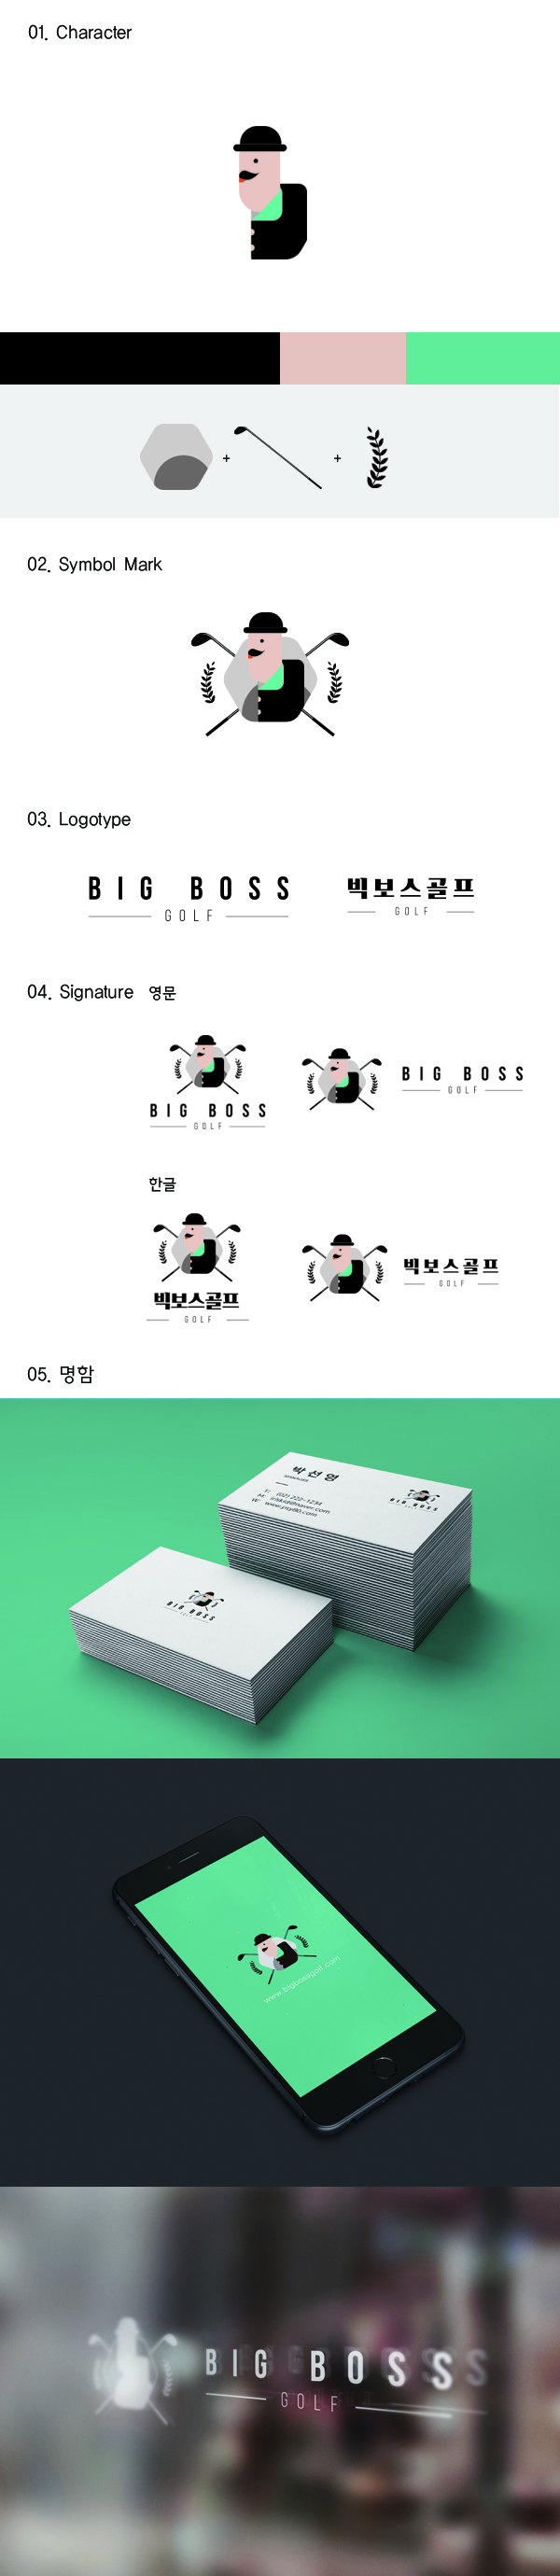 01. Character
+ +
02. Symbol Mark
03. Logotype
BIG BOSS
GOLF
빅보스골프
GOLF
04. Signature 영문
BIG BOSS
GOLF
BIG BOSS
GOLF
한글
빅보스골프
GOLF
빅보스골프
GOLF
05. 명함
박선영
T. (02) 222-1234
M.
W. www.ysy80.com
BIG BOSS
BIG BOSS
www.bigbossgolf.com
BIG BOSS
GOLF